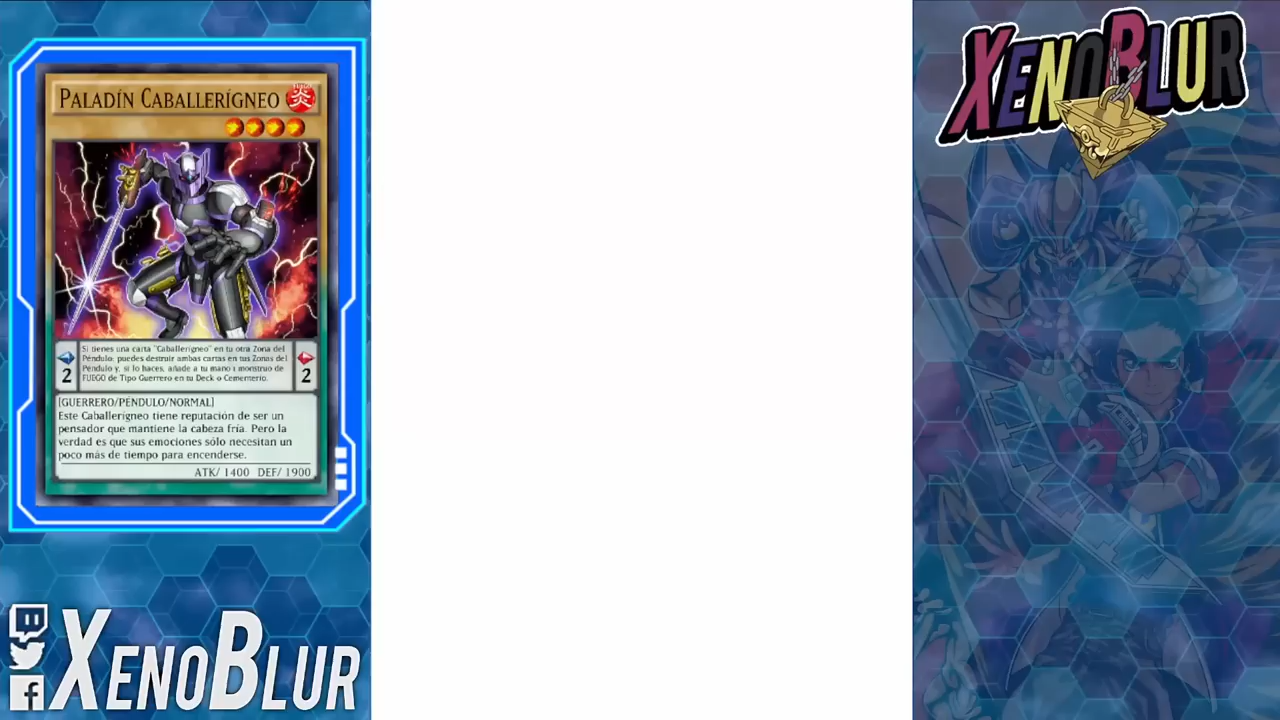 PALADÍN CABALLERÍGNEO
FUEGO
炎
Si tienes una carta "Caballerígneo" en tu otra Zona del
Péndulo: puedes destruir ambas cartas en tus Zonas del
Péndulo y, si lo haces, añade a tu mano 1 monstruo de
FUEGO de Tipo Guerrero en tu Deck o Cementerio.
2
2
[GUERRERO/PÉNDULO/NORMAL]
Este Caballerígneo tiene reputación de ser un
pensador que mantiene la cabeza fría. Pero la
verdad es que sus emociones sólo necesitan un
poco más de tiempo para encenderse.
ATK/ 1400 DEF/ 1900
XENOBLUR
XENOBLUR